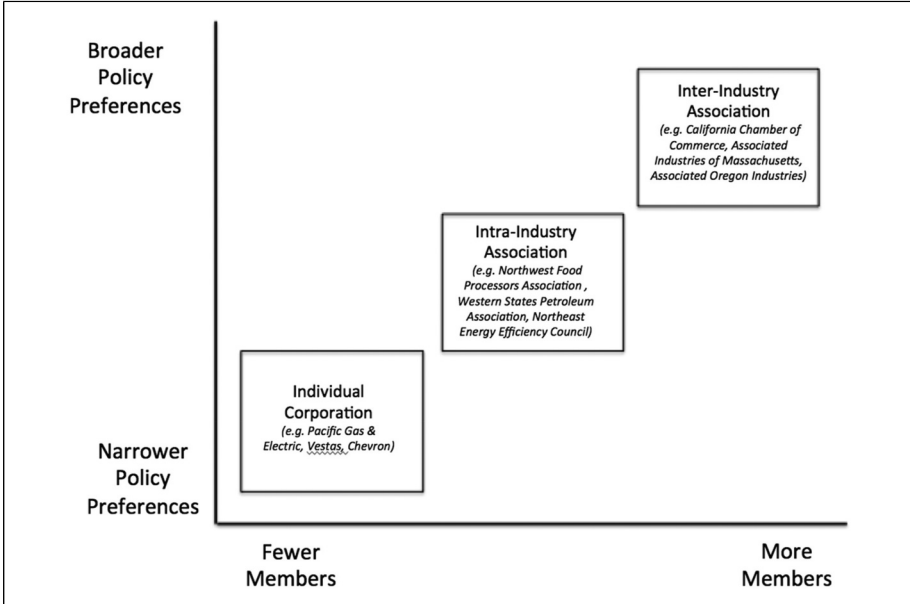 Broader
Policy
Preferences
Inter-Industry
Association
(e.g. California Chamber of
Commerce, Associated
Industries of Massachusetts,
Associated Oregon Industries)
Intra-Industry
Association
(e.g. Northwest Food
Processors Association ,
Western States Petroleum
Association, Northeast
Energy Efficiency Council)
Individual
Corporation
(e.g. Pacific Gas &
Electric, Vestas, Chevron)
Narrower
Policy
Preferences
Fewer
Members
More
Members